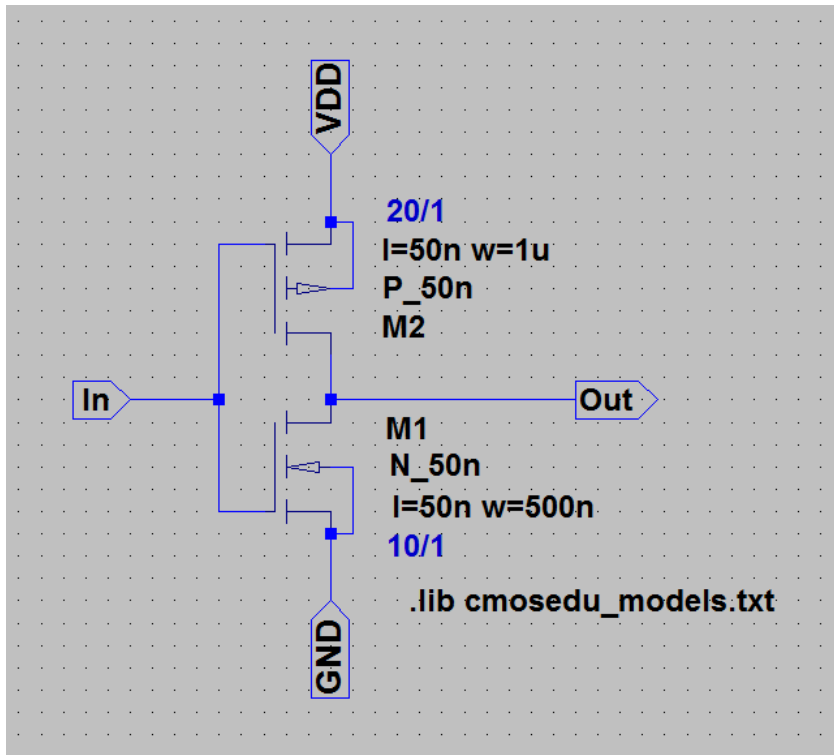 VDD
20/1
l=50n w=1u
P_50n
M2
In
Out
M1
N_50n
l=50n w=500n
10/1
.lib cmosedu_models.txt
GND